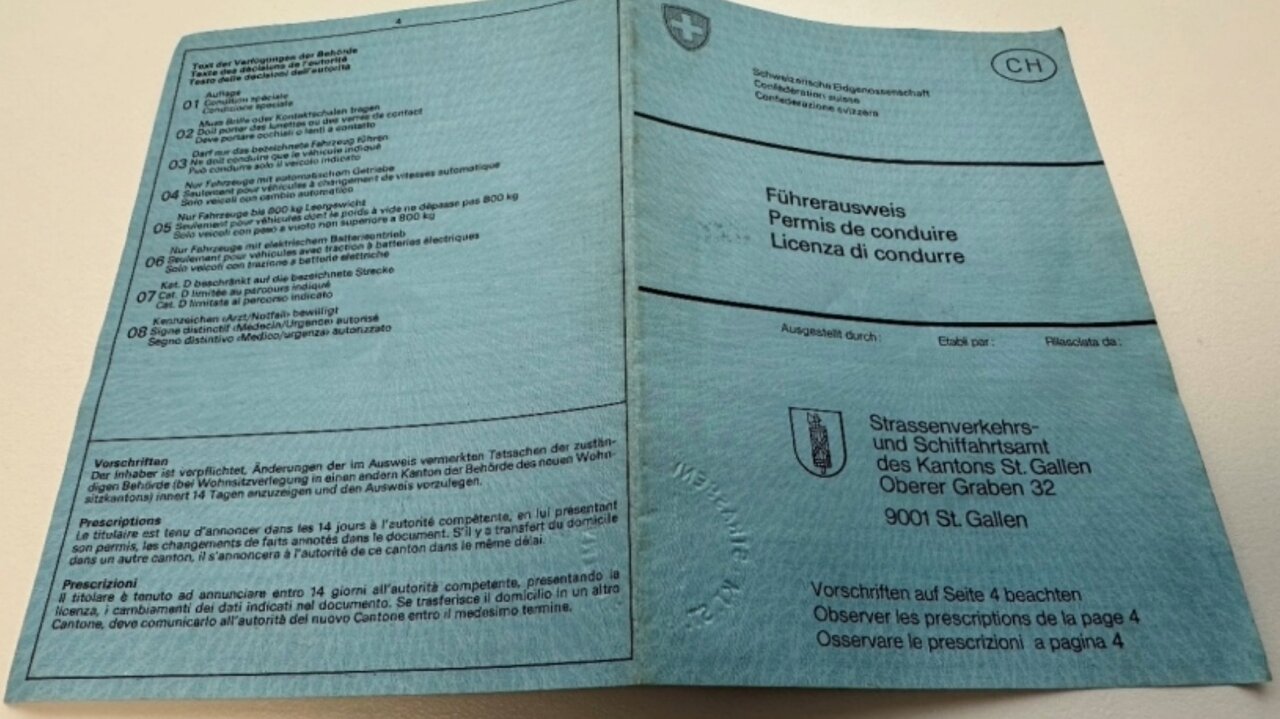 4
Text der Verfügungen der Behörde
Texte des décisions de l'autorité
Testo delle decisioni dell'autorità
Auflage
01 Condition spéciale
Condizione speciale
Muss Brille oder Kontaktschalen tragen
02 Doit porter des lunettes ou des verres de contact
Deve portare occhiali o lenti a contatto
Darf nur das bezeichnete Fahrzeug führen
03 Ne doit conduire que le véhicule indiqué
Può condurre solo il veicolo indicato
Nur Fahrzeuge mit automatischem Getriebe
04 Seulement pour véhicules à changement de vitesses automatique
Solo veicoli con cambio automatico
Nur Fahrzeuge bis 800 kg Leergewicht
05 Seulement pour véhicules dont le poids à vide ne dépasse pas 800 kg
Solo veicoli con peso a vuoto non superiore a 800 kg
Nur Fahrzeuge mit elektrischem Batterieantrieb
06 Seulement pour véhicules avec traction à batteries électriques
Solo veicoli con trazione a batterie elettriche
Kat. D beschränkt auf die bezeichnete Strecke
07 Cat. D limitée au parcours indiqué
Cat. D limitata al percorso indicato
Kennzeichen «Arzt/Notfall» bewilligt
08 Signe distinctif «Médecin/Urgence» autorisé
Segno distintivo «Medico/urgenza» autorizzato
Vorschriften
Der Inhaber ist verpflichtet, Änderungen der im Ausweis vermerkten Tatsachen der zustän-
digen Behörde (bei Wohnsitzverlegung in einen andern Kanton der Behörde des neuen Wohn-
sitzkantons) innert 14 Tagen anzuzeigen und den Ausweis vorzulegen.
Prescriptions
Le titulaire est tenu d'annoncer dans les 14 jours à l'autorité compétente, en lui présentant
son permis, les changements de faits annotés dans le document. S'il y a transfert du domicile
dans un autre canton, il s'annoncera à l'autorité de ce canton dans le même délai.
Prescrizioni
Il titolare è tenuto ad annunciare entro 14 giorni all'autorità competente, presentando la
licenza, i cambiamenti dei dati indicati nel documento. Se trasferisce il domicilio in un altro
Cantone, deve comunicarlo all'autorità del nuovo Cantone entro il medesimo termine.
CH
Schweizerische Eidgenossenschaft
Confédération suisse
Confederazione svizzera
Führerausweis
Permis de conduire
Licenza di condurre
Ausgestellt durch: Etabli par: Rilasciata da:
Strassenverkehrs-
und Schiffahrtsamt
des Kantons St. Gallen
Oberer Graben 32
9001 St. Gallen
Vorschriften auf Seite 4 beachten
Observer les prescriptions de la page 4
Osservare le prescrizioni a pagina 4